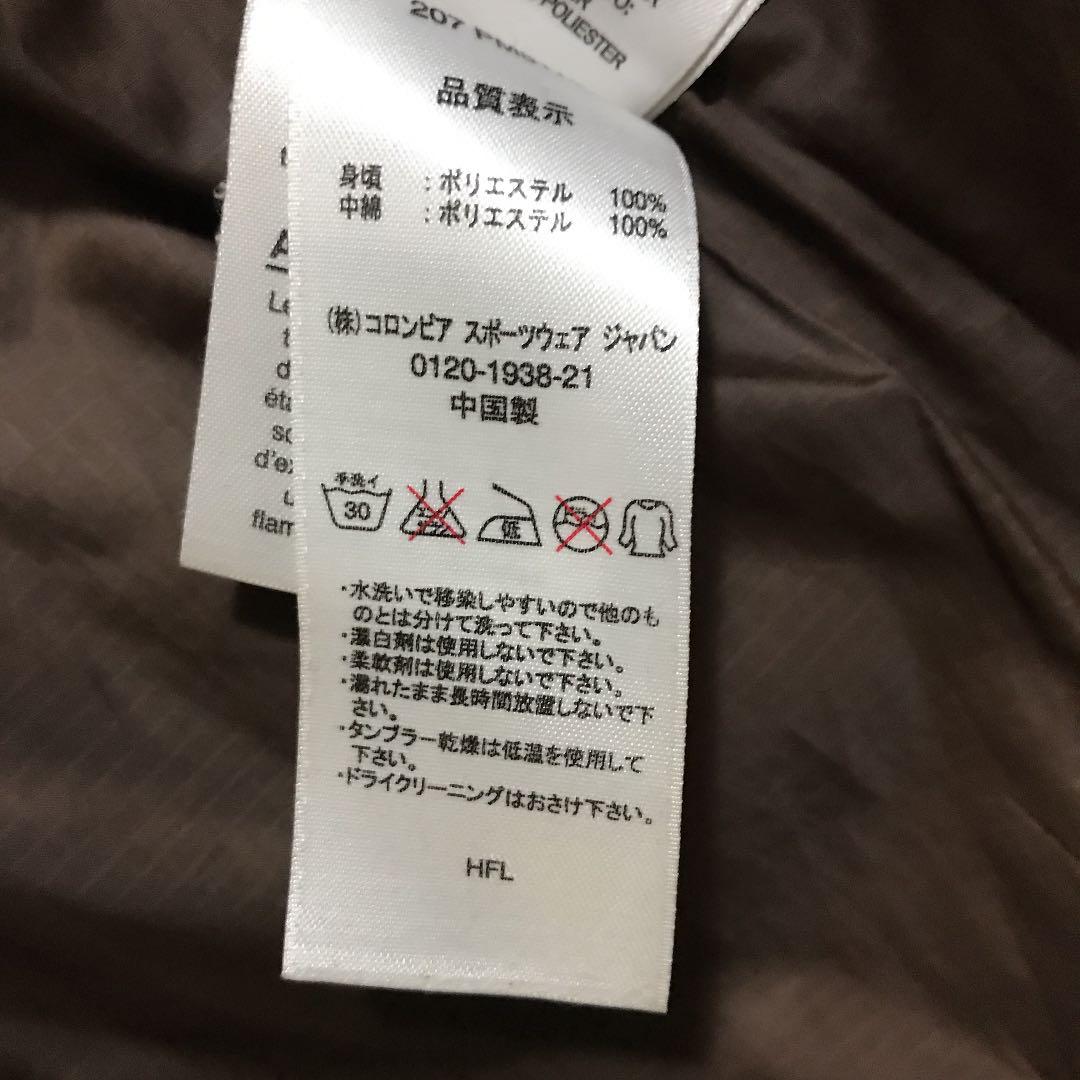 O:
POLIESTER
207
品質表示
身頃 : ポリエステル 100%
中綿 : ポリエステル 100%
(株)コロンビア スポーツウェア ジャパン
0120-1938-21
中国製
手洗イ
30
低
・水洗いで移染しやすいので他のも
のとは分けて洗って下さい。
・漂白剤は使用しないで下さい。
・柔軟剤は使用しないで下さい。
・濡れたまま長時間放置しないで下
さい。
・タンブラー乾燥は低温を使用して
下さい。
・ドライクリーニングはおさけ下さい。
HFL